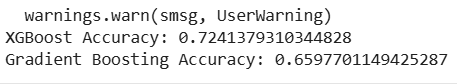 warnings.warn(smsg, UserWarning)
XGBoost Accuracy: 0.7241379310344828
Gradient Boosting Accuracy: 0.6597701149425287